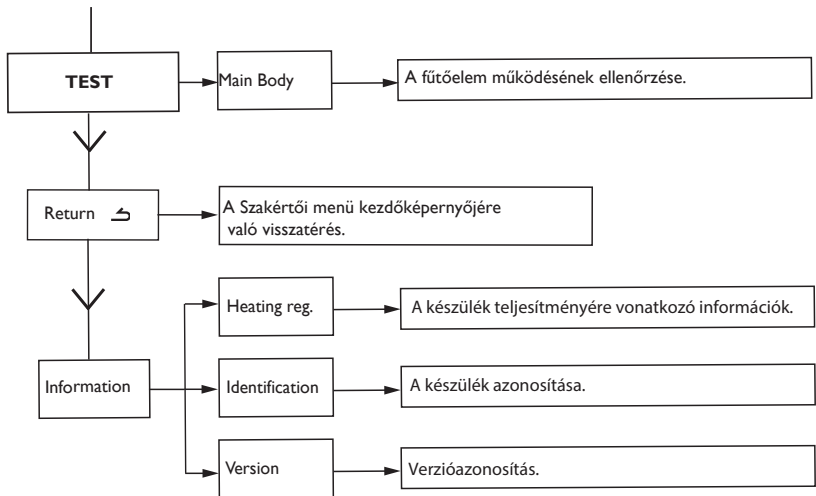 TEST
Main Body
A fűtőelem működésének ellenőrzése.
Return
A Szakértői menü kezdőképernyőjére
való visszatérés.
Heating reg.
A készülék teljesítményére vonatkozó információk.
Information
Identification
A készülék azonosítása.
Version
Verzióazonosítás.